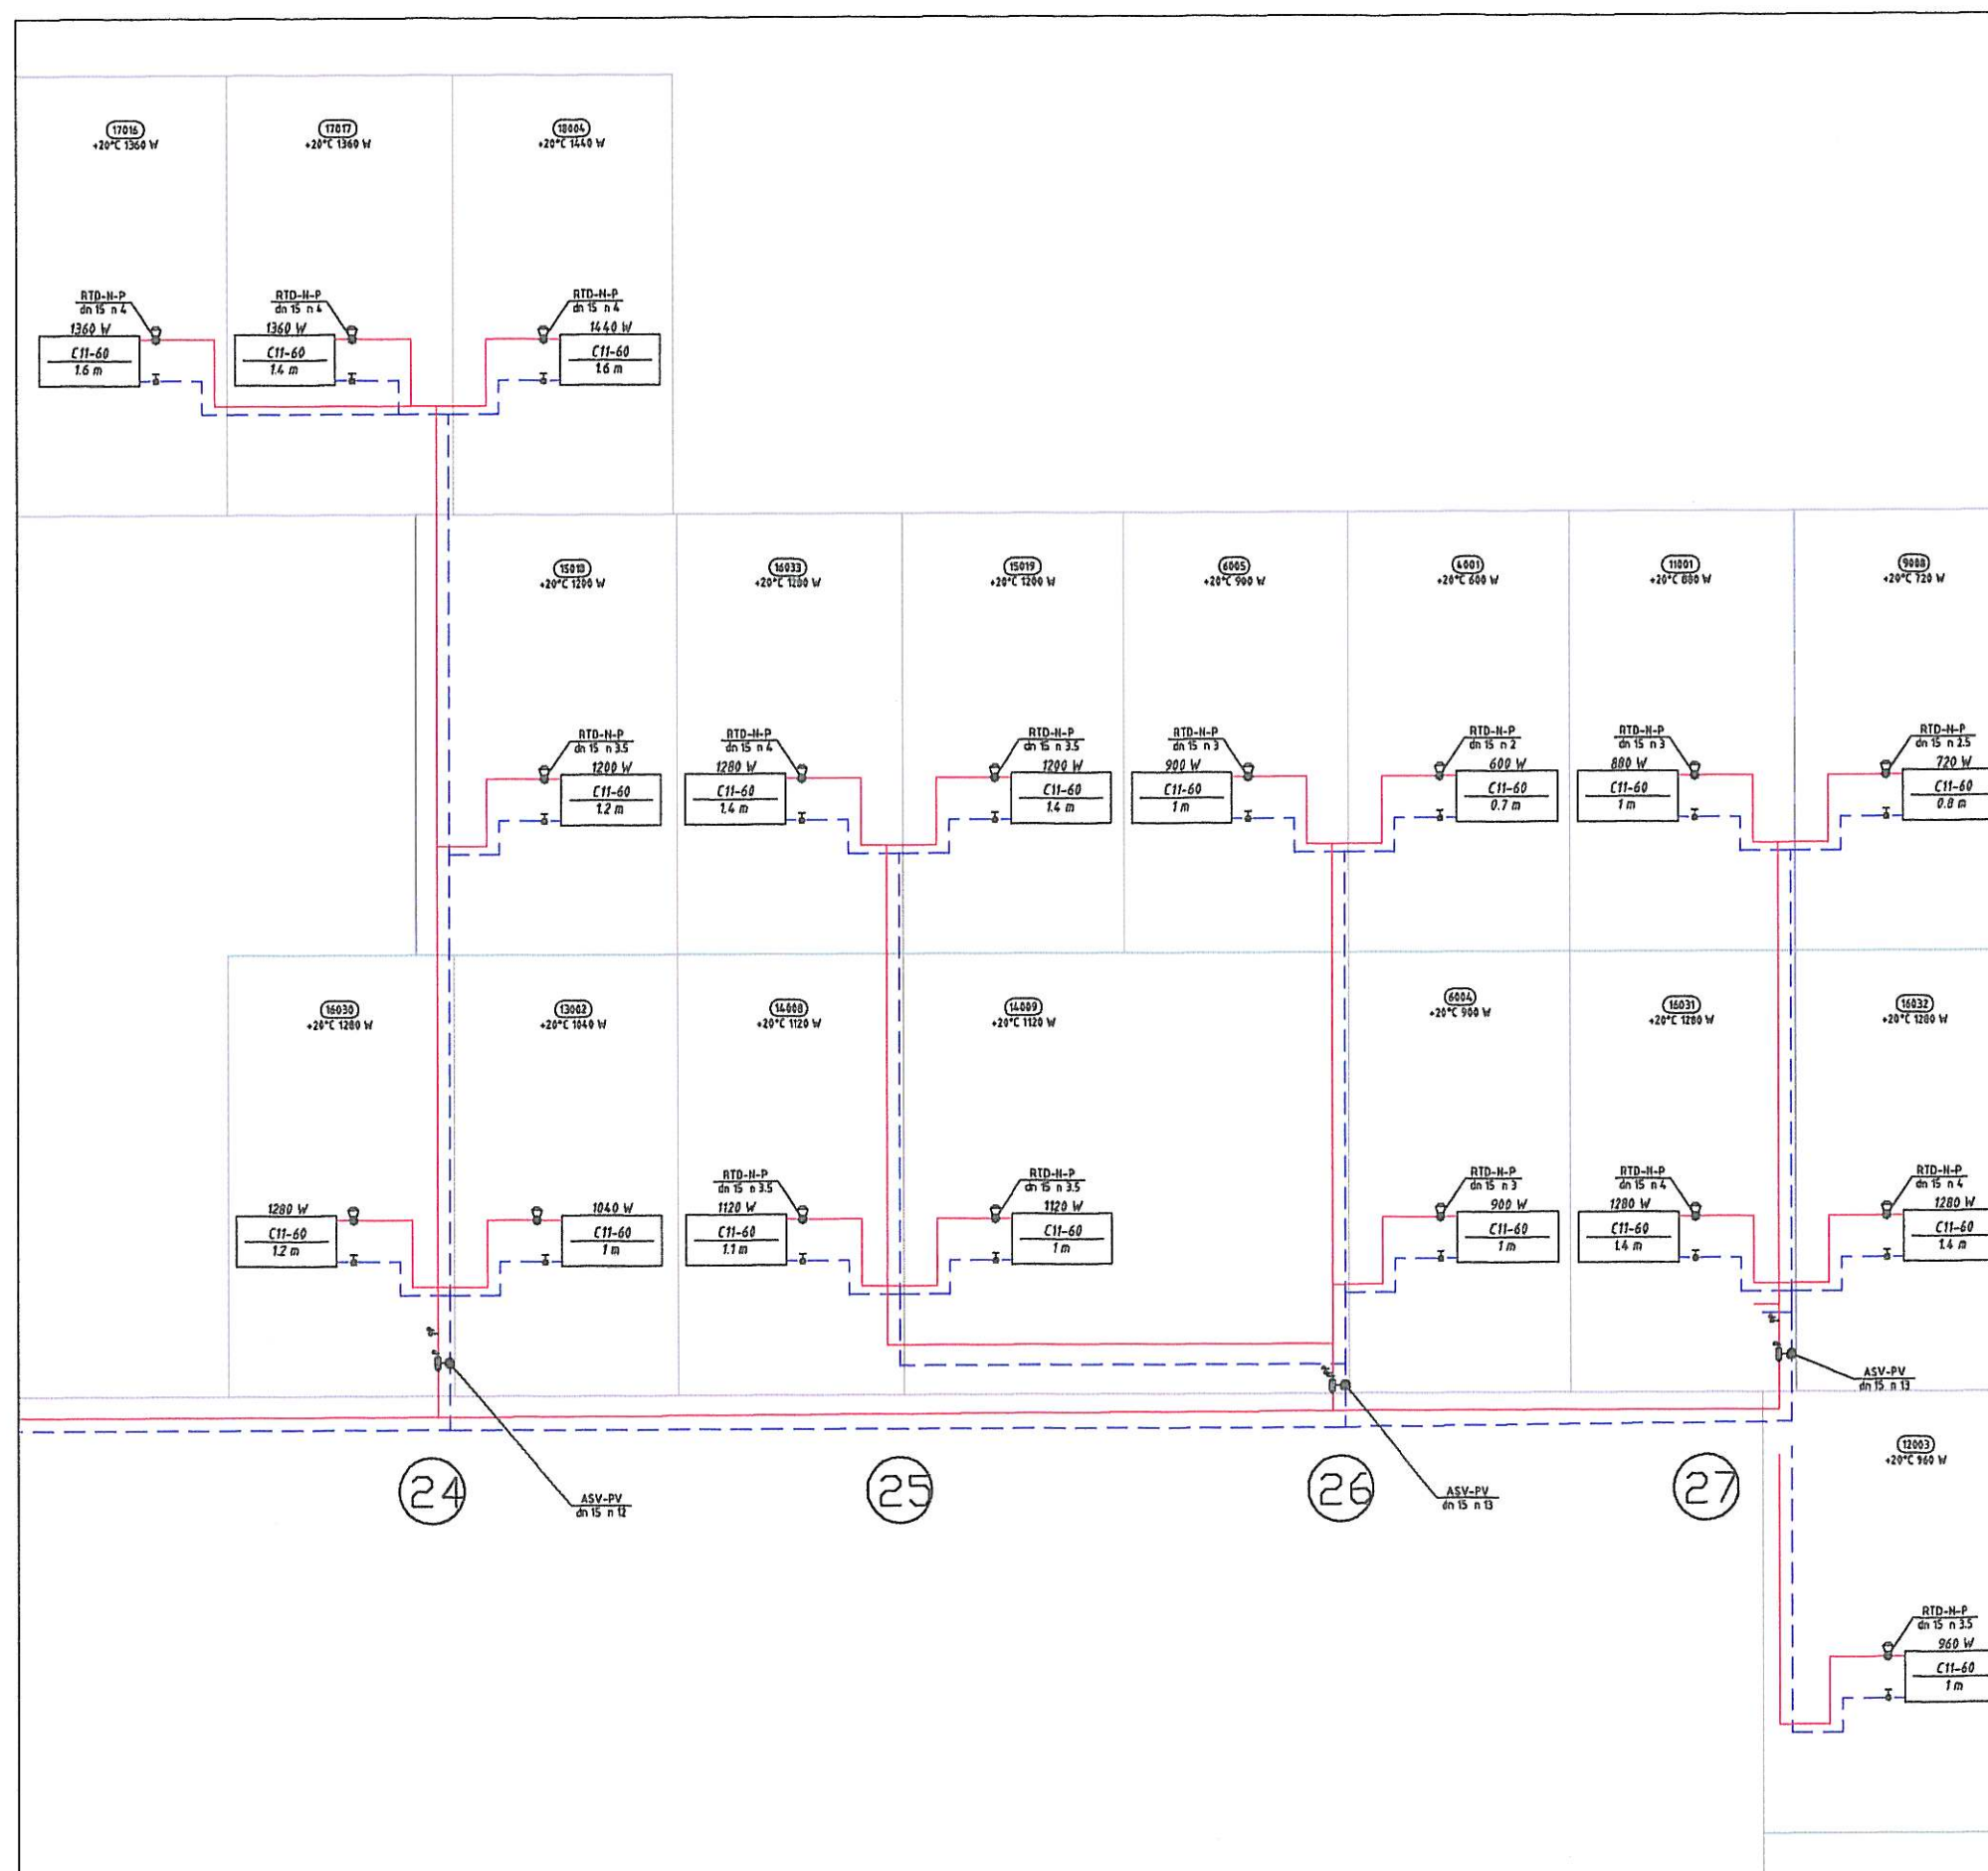 17016
+20°C 1360 W
17017
+20°C 1360 W
18004
+20°C 1440 W
RTD-N-P
dn 15 n 4
1360 W
C11-60
1.6 m
RTD-N-P
dn 15 n 4
1360 W
C11-60
1.4 m
RTD-N-P
dn 15 n 4
1440 W
C11-60
1.6 m
15018
+20°C 1200 W
16033
+20°C 1280 W
15019
+20°C 1200 W
6005
+20°C 900 W
4001
+20°C 600 W
11001
+20°C 880 W
9008
+20°C 720 W
RTD-N-P
dn 15 n 3.5
1200 W
C11-60
1.2 m
RTD-N-P
dn 15 n 4
1280 W
C11-60
1.4 m
RTD-N-P
dn 15 n 3.5
1200 W
C11-60
1.4 m
RTD-N-P
dn 15 n 3
900 W
C11-60
1 m
RTD-N-P
dn 15 n 2
600 W
C11-60
0.7 m
RTD-N-P
dn 15 n 3
880 W
C11-60
1 m
RTD-N-P
dn 15 n 2.5
720 W
C11-60
0.8 m
16030
+20°C 1280 W
13002
+20°C 1040 W
14008
+20°C 1120 W
14009
+20°C 1120 W
6004
+20°C 900 W
16031
+20°C 1280 W
16032
+20°C 1280 W
1280 W
C11-60
1.2 m
1040 W
C11-60
1 m
RTD-N-P
dn 15 n 3.5
1120 W
C11-60
1.1 m
RTD-N-P
dn 15 n 3.5
1120 W
C11-60
1 m
RTD-N-P
dn 15 n 3
900 W
C11-60
1 m
RTD-N-P
dn 15 n 4
1280 W
C11-60
1.4 m
RTD-N-P
dn 15 n 4
1280 W
C11-60
1.4 m
ASV-PV
dn 15 n 13
24
25
26
27
ASV-PV
dn 15 n 12
ASV-PV
dn 15 n 13
12003
+20°C 960 W
RTD-N-P
dn 15 n 3.5
960 W
C11-60
1 m